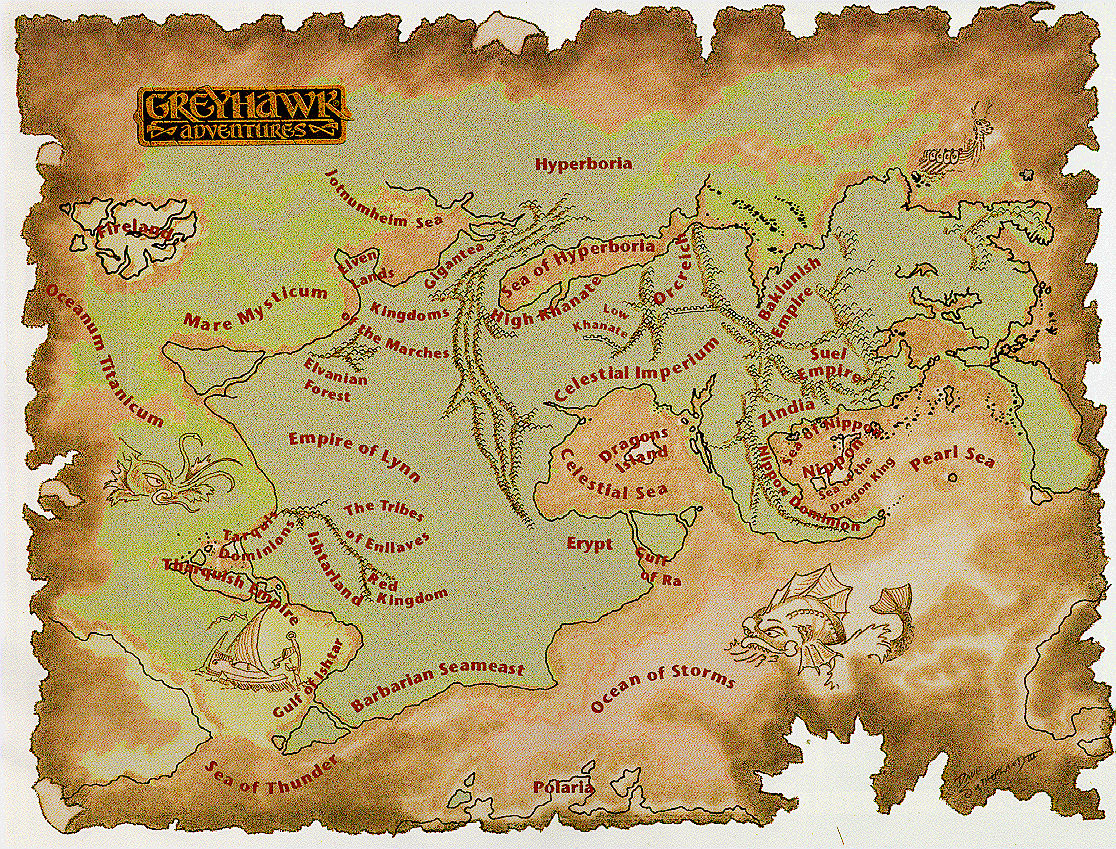 GREYHAWK
ADVENTURES
Hyperboria
Jotnumheim Sea
Fireland
Elven
Lands
Gigantea
Sea of Hyperboria
Orcreich
Baklunish
Empire
Oceanum Titanicum
Mare Mysticum
Kingdoms
of the Marches
High Khanate
Low
Khanate
Elvanian
Forest
Celestial Imperium
Suel
Empire
Zindia
Sea of Nippon
Nippon
Sea of the
Dragon King
Pearl Sea
Nippon Dominion
Empire of Lynn
Dragons
Island
Celestial Sea
The Tribes
of Enllaves
Tarquis
Dominions
Ishtarland
Erypt
Gulf
of Ra
Tharquish Empire
Red
Kingdom
Gulf of Ishtar
Barbarian Seameast
Ocean of Storms
Sea of Thunder
Polaria